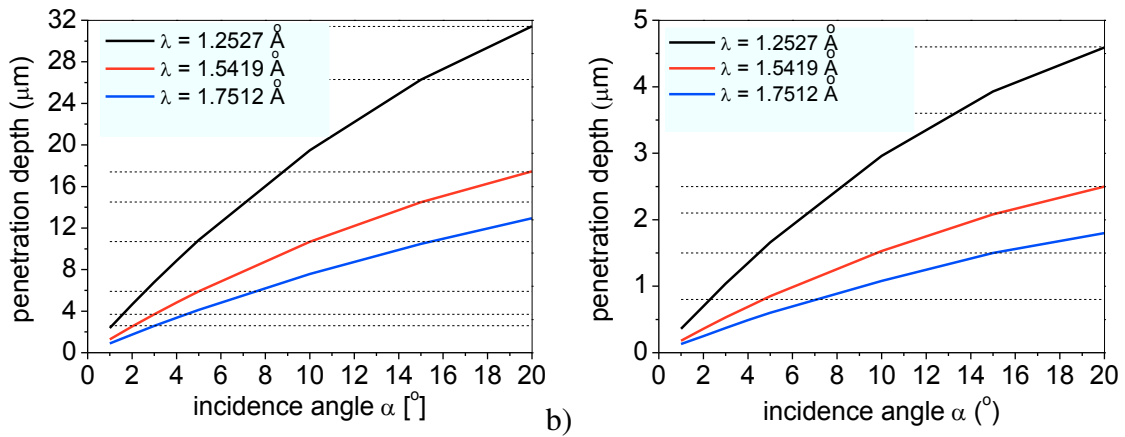 32
28
24
20
16
12
8
4
0
penetration depth (μm)
λ = 1.2527 Å
λ = 1.5419 Å
λ = 1.7512 Å
0 2 4 6 8 10 12 14 16 18 20
incidence angle α [°]
b)
5
4
3
2
1
0
penetration depth (μm)
λ = 1.2527 Å
λ = 1.5419 Å
λ = 1.7512 Å
0 2 4 6 8 10 12 14 16 18 20
incidence angle α (°)